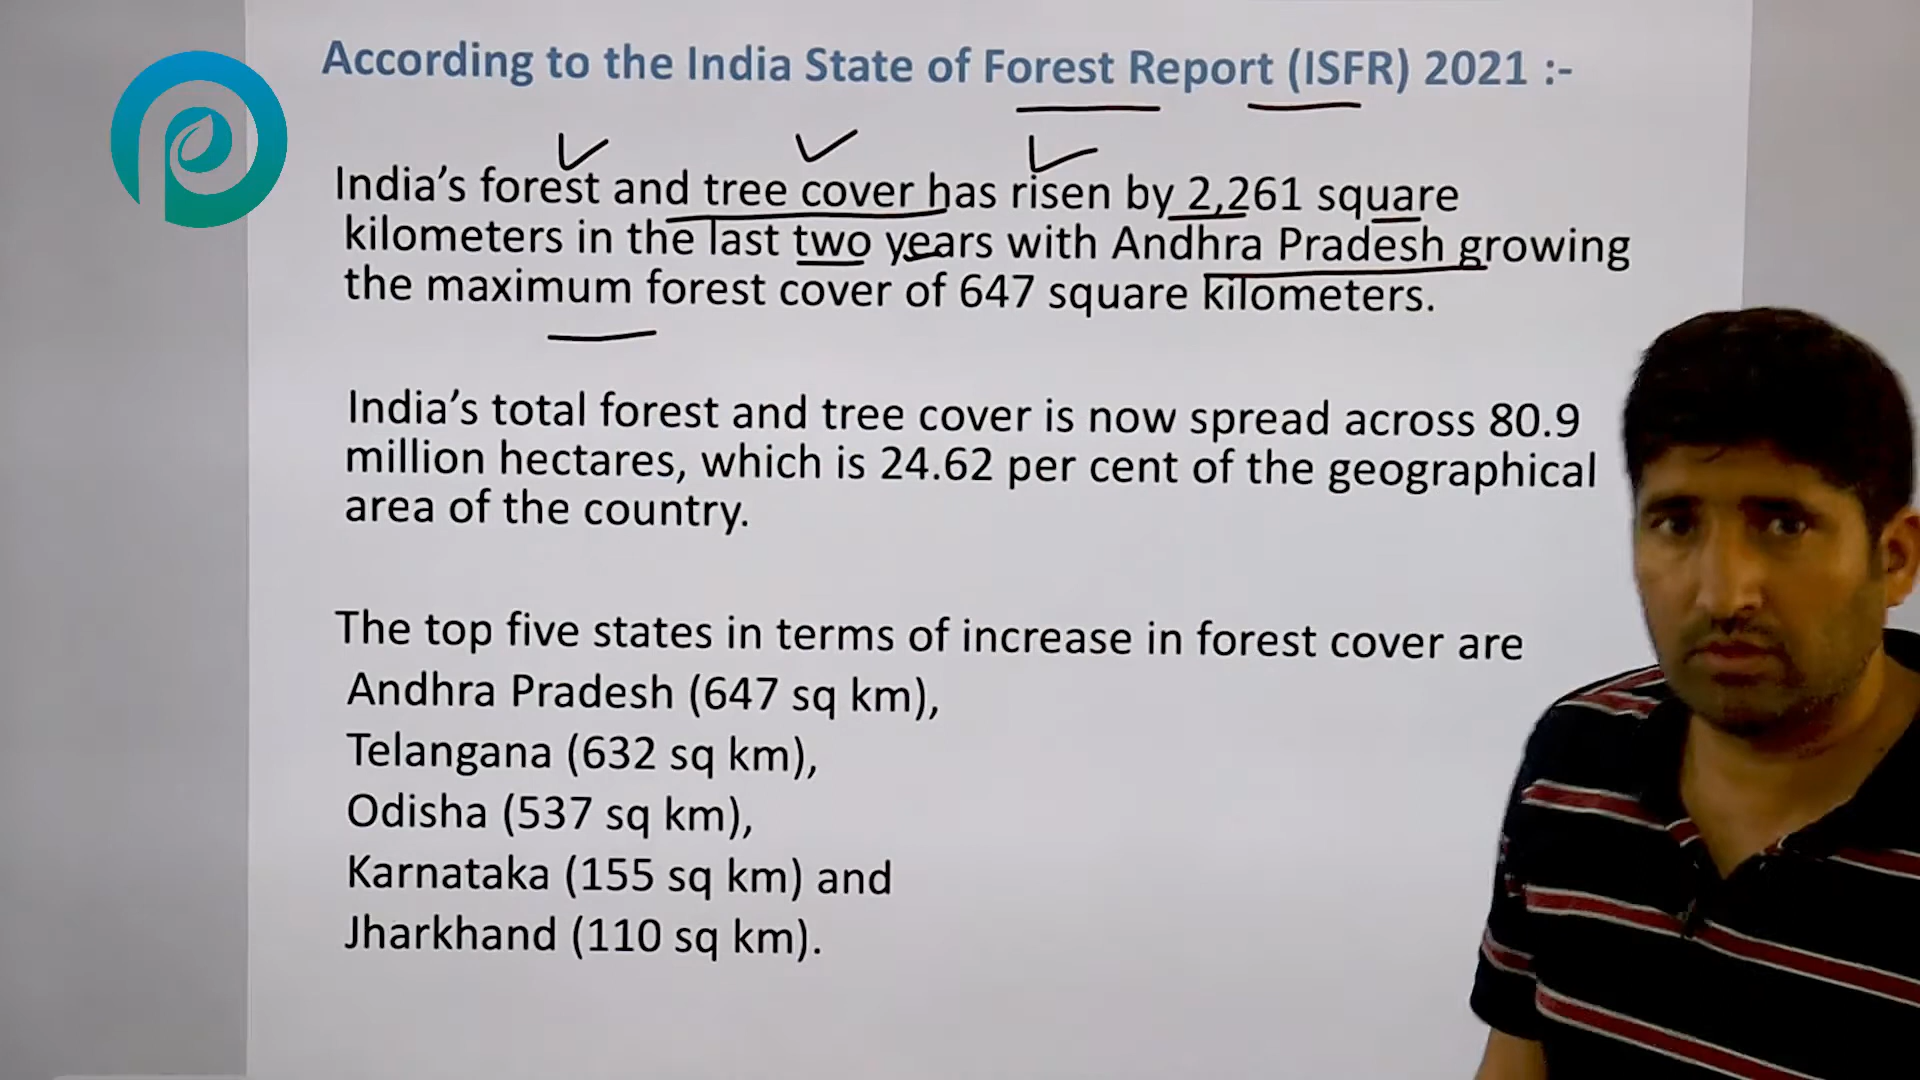 According to the India State of Forest Report (ISFR) 2021 :-
India's forest and tree cover has risen by 2,261 square
kilometers in the last two years with Andhra Pradesh growing
the maximum forest cover of 647 square kilometers.
India's total forest and tree cover is now spread across 80.9
million hectares, which is 24.62 per cent of the geographical
area of the country.
The top five states in terms of increase in forest cover are
Andhra Pradesh (647 sq km),
Telangana (632 sq km),
Odisha (537 sq km),
Karnataka (155 sq km) and
Jharkhand (110 sq km).